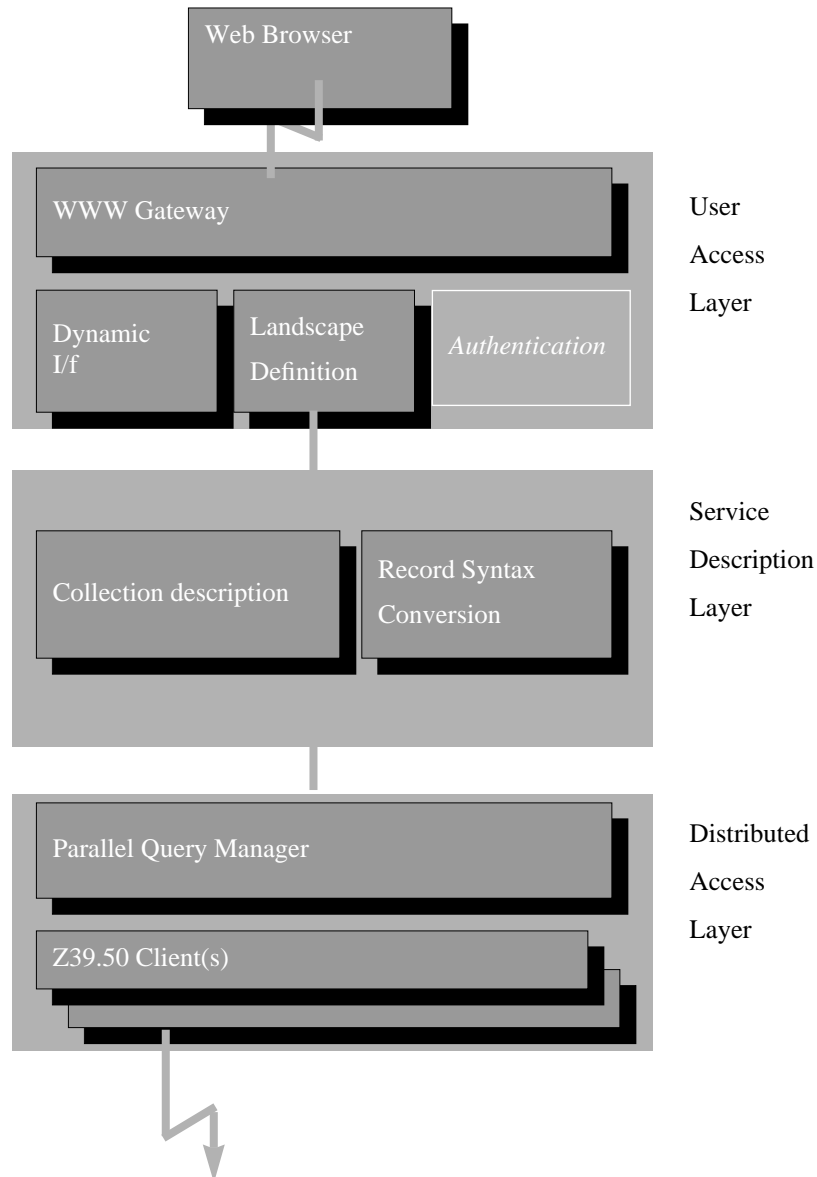 Web Browser
WWW Gateway
User
Access
Layer
Dynamic
I/f
Landscape
Definition
Authentication
Collection description
Record Syntax
Conversion
Service
Description
Layer
Parallel Query Manager
Distributed
Access
Layer
Z39.50 Client(s)